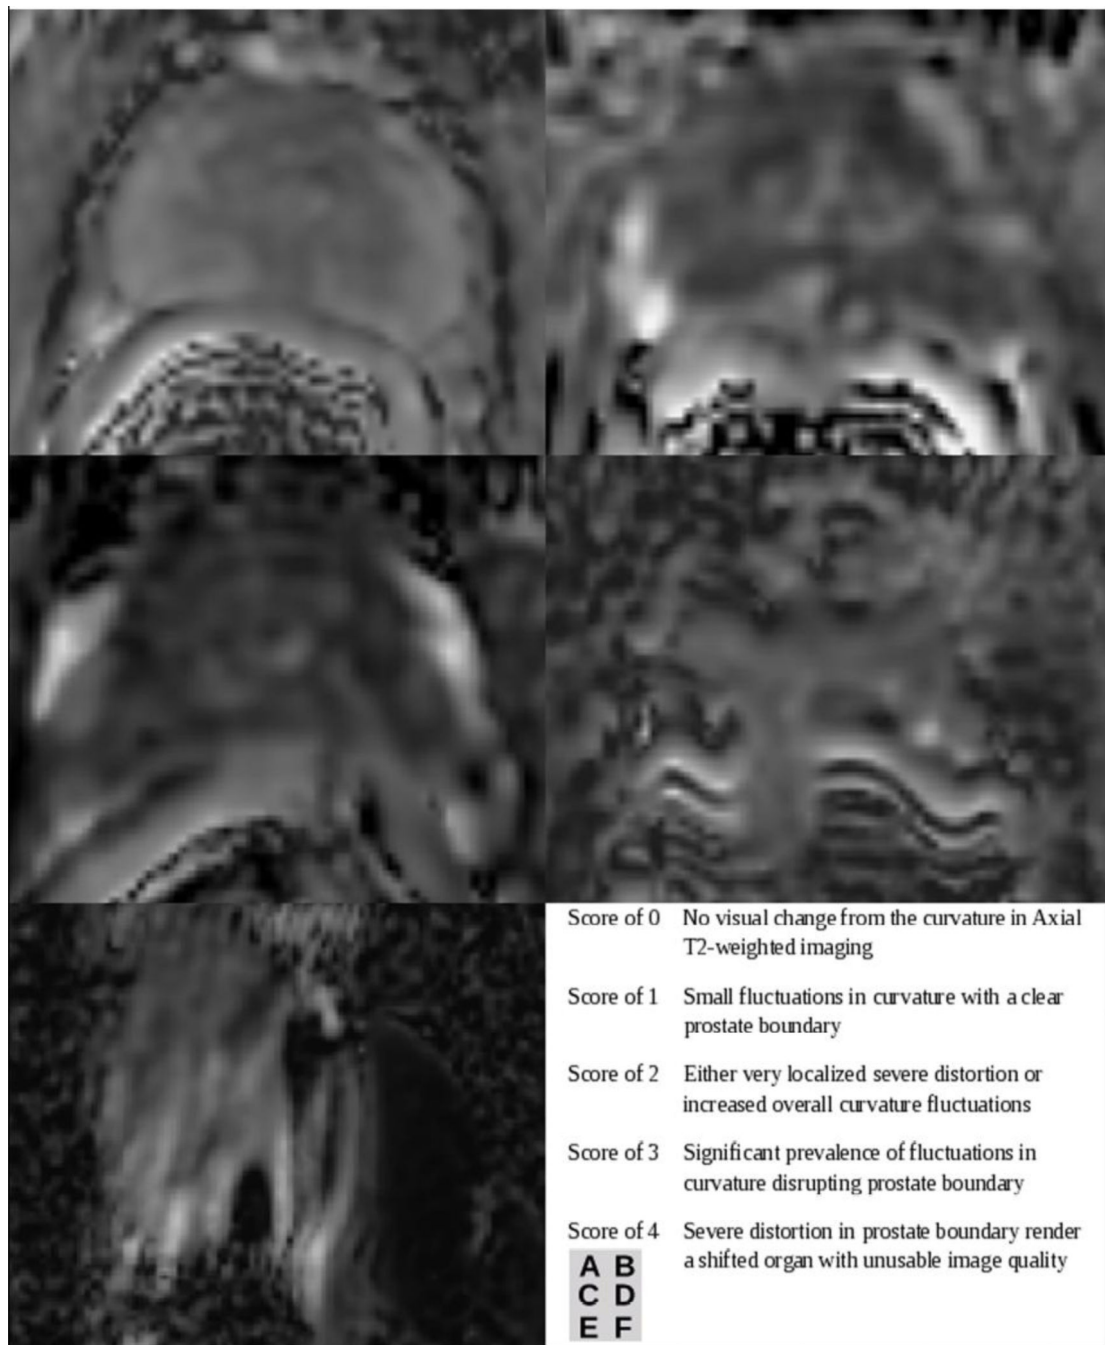 Score of 0 No visual change from the curvature in Axial
T2-weighted imaging
Score of 1 Small fluctuations in curvature with a clear
prostate boundary
Score of 2 Either very localized severe distortion or
increased overall curvature fluctuations
Score of 3 Significant prevalence of fluctuations in
curvature disrupting prostate boundary
Score of 4 Severe distortion in prostate boundary render
a shifted organ with unusable image quality
A B
C D
E F